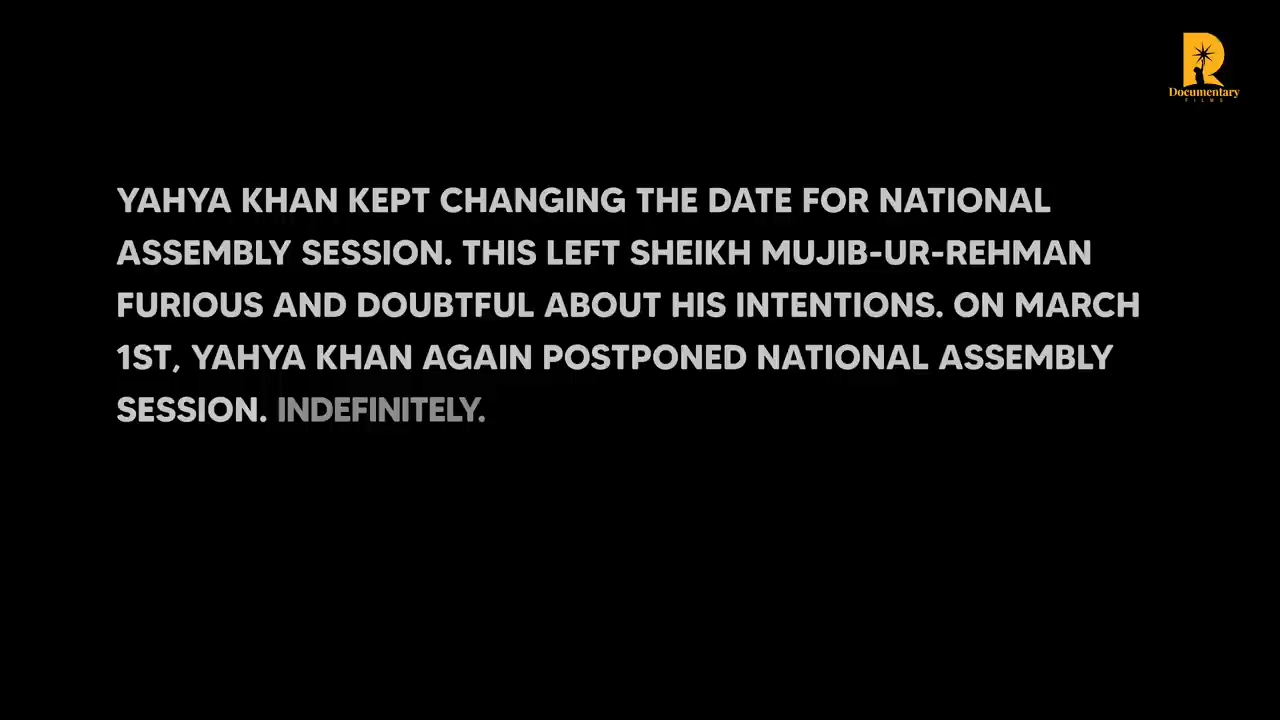 Documentary
FILMS
YAHYA KHAN KEPT CHANGING THE DATE FOR NATIONAL
ASSEMBLY SESSION. THIS LEFT SHEIKH MUJIB-UR-REHMAN
FURIOUS AND DOUBTFUL ABOUT HIS INTENTIONS. ON MARCH
1ST, YAHYA KHAN AGAIN POSTPONED NATIONAL ASSEMBLY
SESSION. INDEFINITELY.